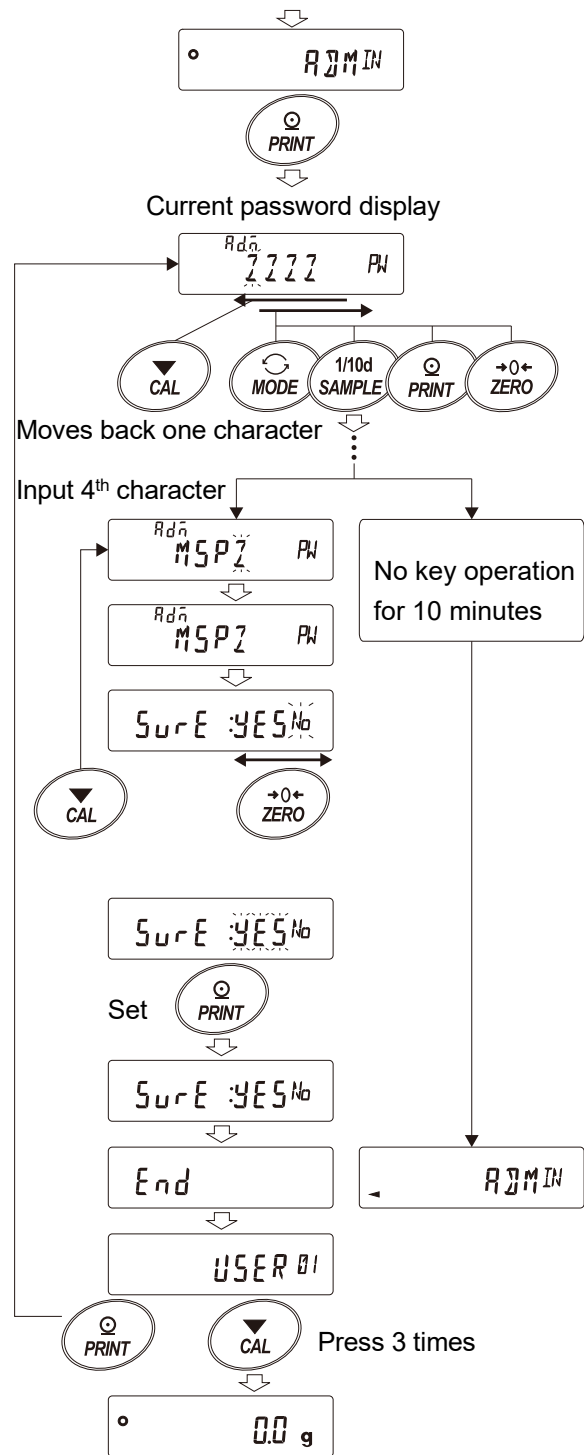 ADMIN
PRINT
Current password display
Adm
ZZZZ PW
CAL
MODE
1/10d
SAMPLE
PRINT
→0←
ZERO
Moves back one character
Input 4th character
Adm
MSPZ PW
No key operation
for 10 minutes
Adm
MSPZ PW
SurE :YES No
CAL
→0←
ZERO
SurE :YES No
Set
PRINT
SurE :YES No
End
ADMIN
USER 01
PRINT
CAL
Press 3 times
0.0 g